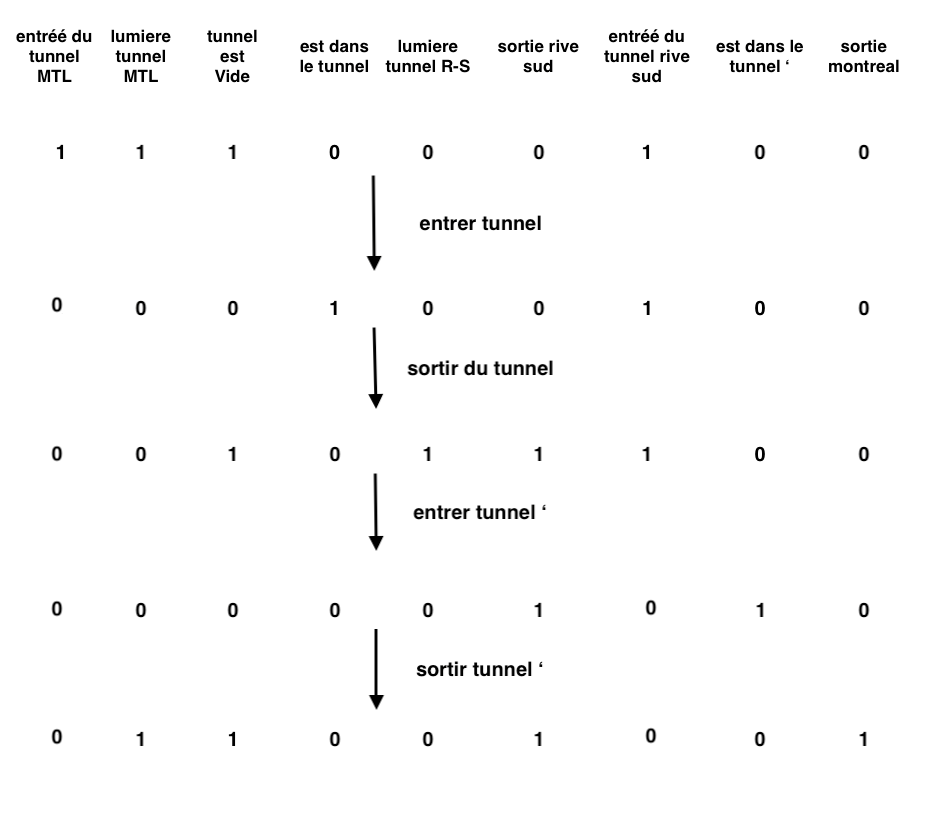 entréé du
tunnel
MTL
lumiere
tunnel
MTL
tunnel
est
Vide
est dans
le tunnel
lumiere
tunnel R-S
sortie rive
sud
entréé du
tunnel rive
sud
est dans le
tunnel ‘
sortie
montreal
1 1 1 0 0 0 1 0 0
entrer tunnel
0 0 0 1 0 0 1 0 0
sortir du tunnel
0 0 1 0 1 1 1 0 0
entrer tunnel ‘
0 0 0 0 0 1 0 1 0
sortir tunnel ‘
0 1 1 0 0 1 0 0 1